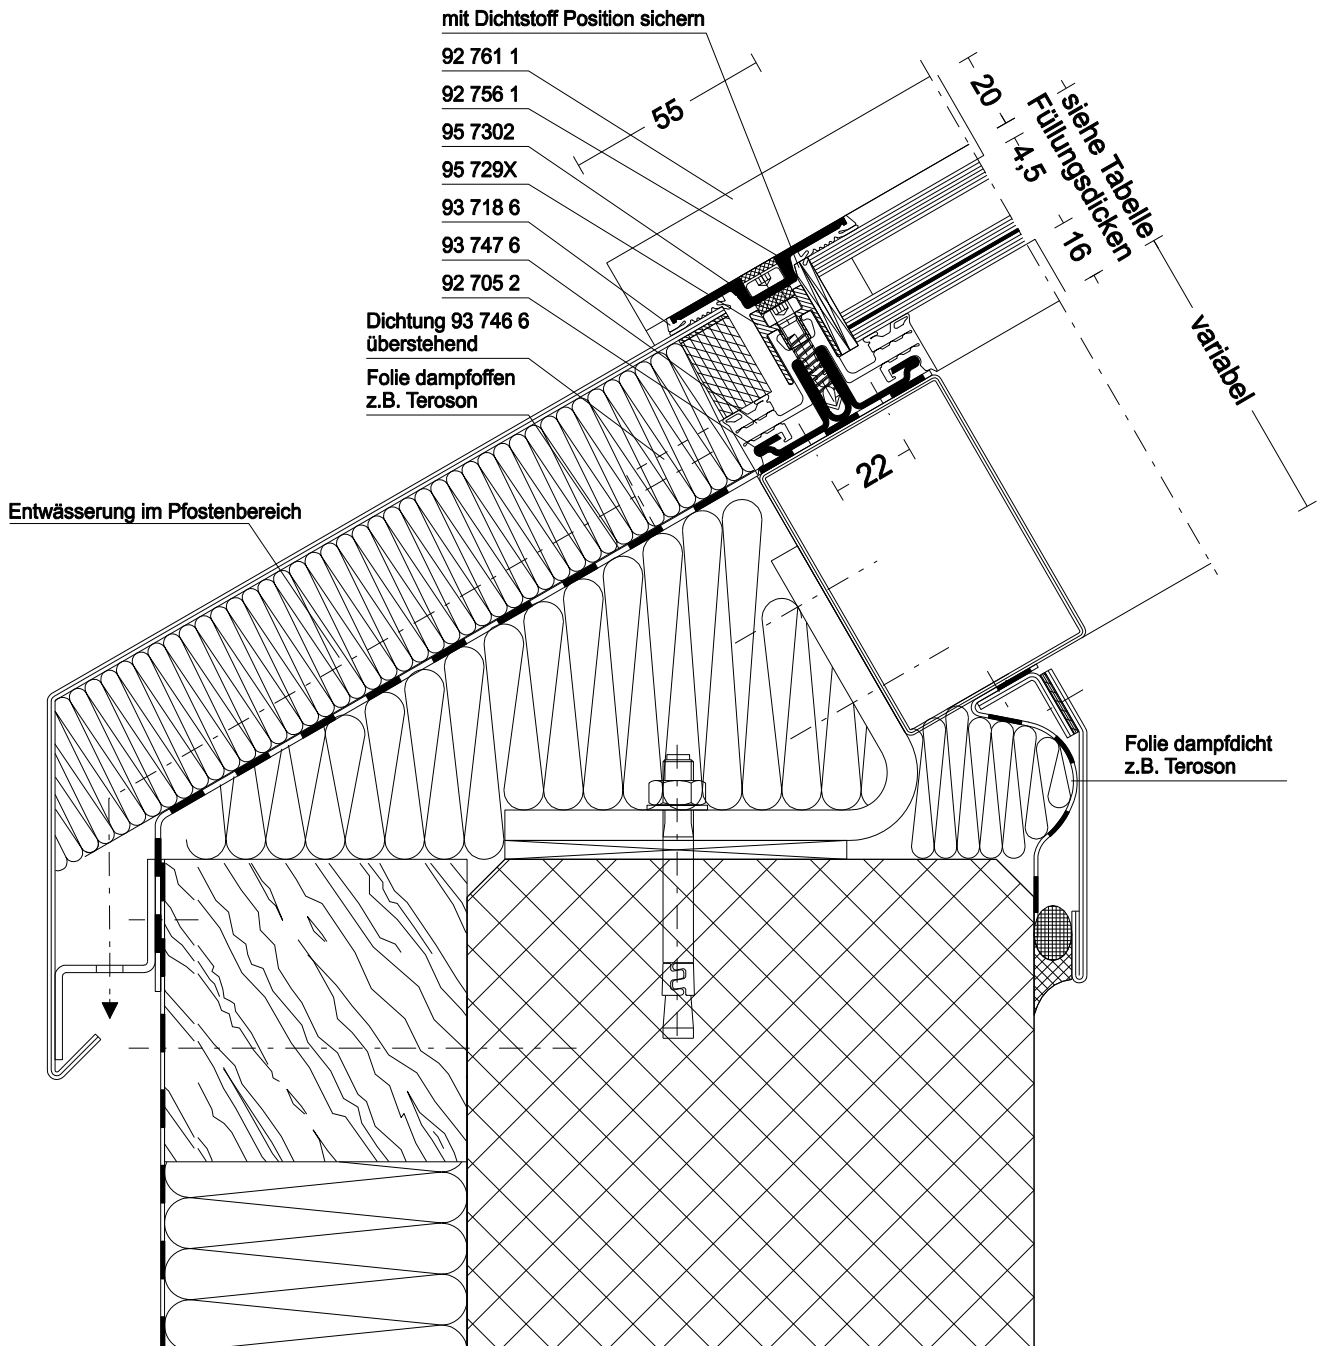 mit Dichtstoff Position sichern
92 761 1
92 756 1
95 7302
95 729X
93 718 6
93 747 6
92 705 2
Dichtung 93 746 6
überstehend
Folie dampfoffen
z.B. Teroson
Entwässerung im Pfostenbereich
55
20
4,5
16
siehe Tabelle
Füllungsdicken
variabel
22
Folie dampfdicht
z.B. Teroson